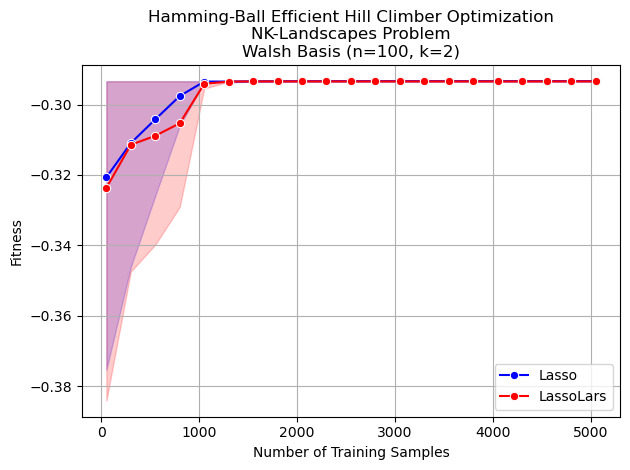 Hamming-Ball Efficient Hill Climber Optimization
NK-Landscapes Problem
Walsh Basis (n=100, k=2)
Fitness
−0.30
−0.32
−0.34
−0.36
−0.38
0
1000
2000
3000
4000
5000
Number of Training Samples
Lasso
LassoLars